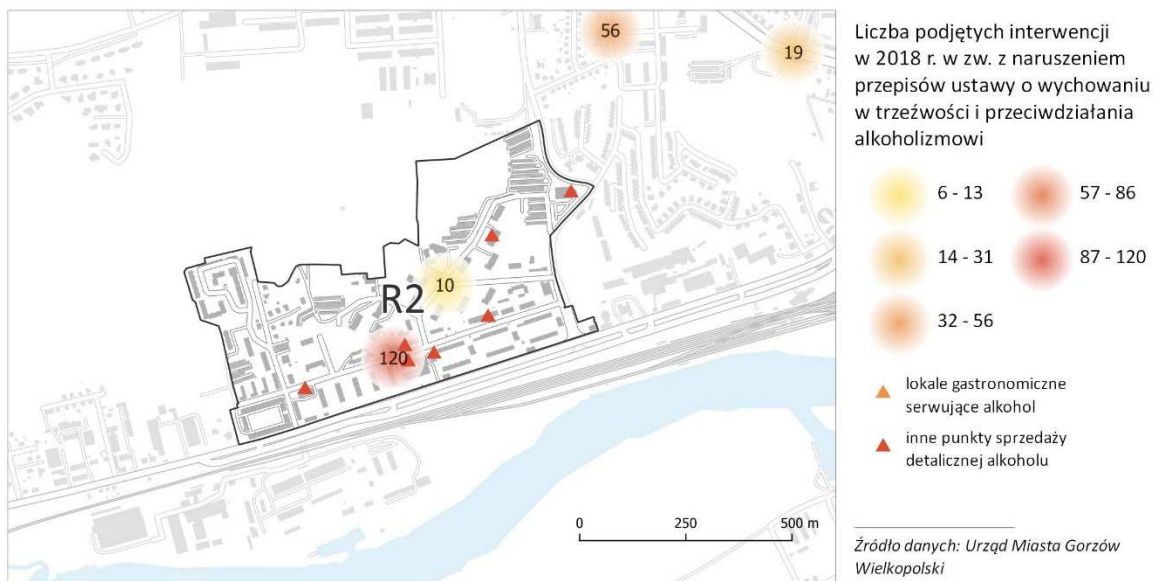 56
19
10
R2
120
0 250 500 m
Liczba podjętych interwencji
w 2018 r. w zw. z naruszeniem
przepisów ustawy o wychowaniu
w trzeźwości i przeciwdziałania
alkoholizmowi
6 - 13
57 - 86
14 - 31
87 - 120
32 - 56
lokale gastronomiczne
serwujące alkohol
inne punkty sprzedaży
detalicznej alkoholu
Źródło danych: Urząd Miasta Gorzów
Wielkopolski